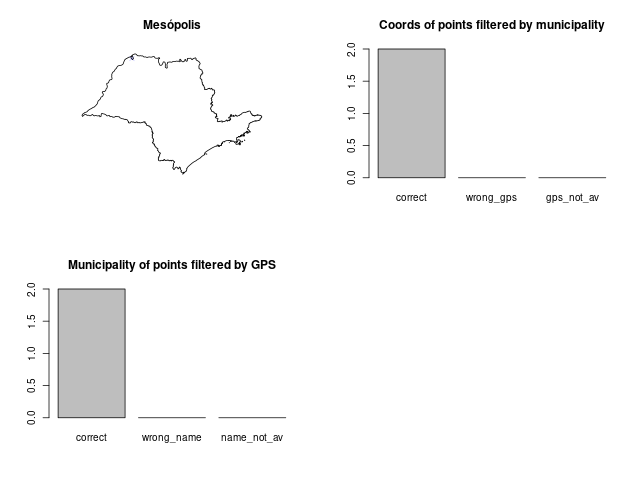 Mesópolis
Coords of points filtered by municipality
2.0
1.5
1.0
0.5
0.0
correct wrong_gps gps_not_av
Municipality of points filtered by GPS
2.0
1.5
1.0
0.5
0.0
correct wrong_name name_not_av